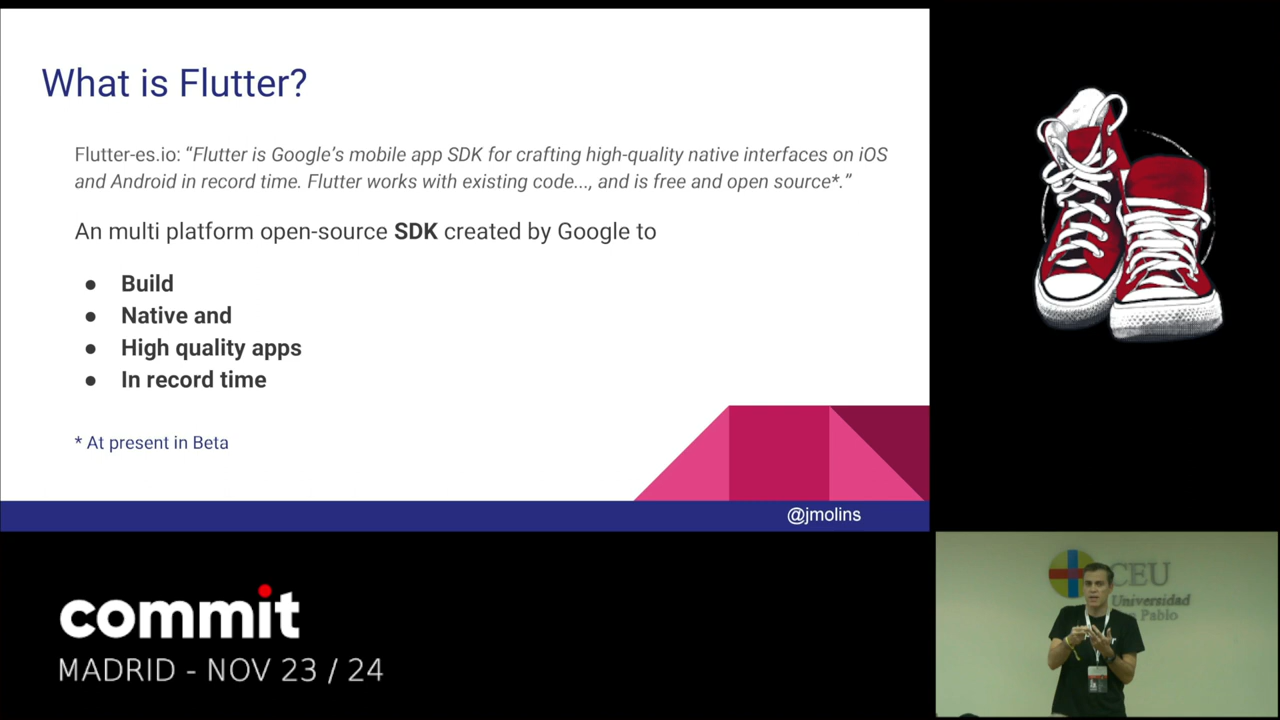 What is Flutter?
Flutter-es.io: “Flutter is Google’s mobile app SDK for crafting high-quality native interfaces on iOS
and Android in record time. Flutter works with existing code..., and is free and open source*.”
An multi platform open-source SDK created by Google to
● Build
● Native and
● High quality apps
● In record time
* At present in Beta
@jmolins
commit
MADRID - NOV 23 / 24
CEU
Universidad
Pablo